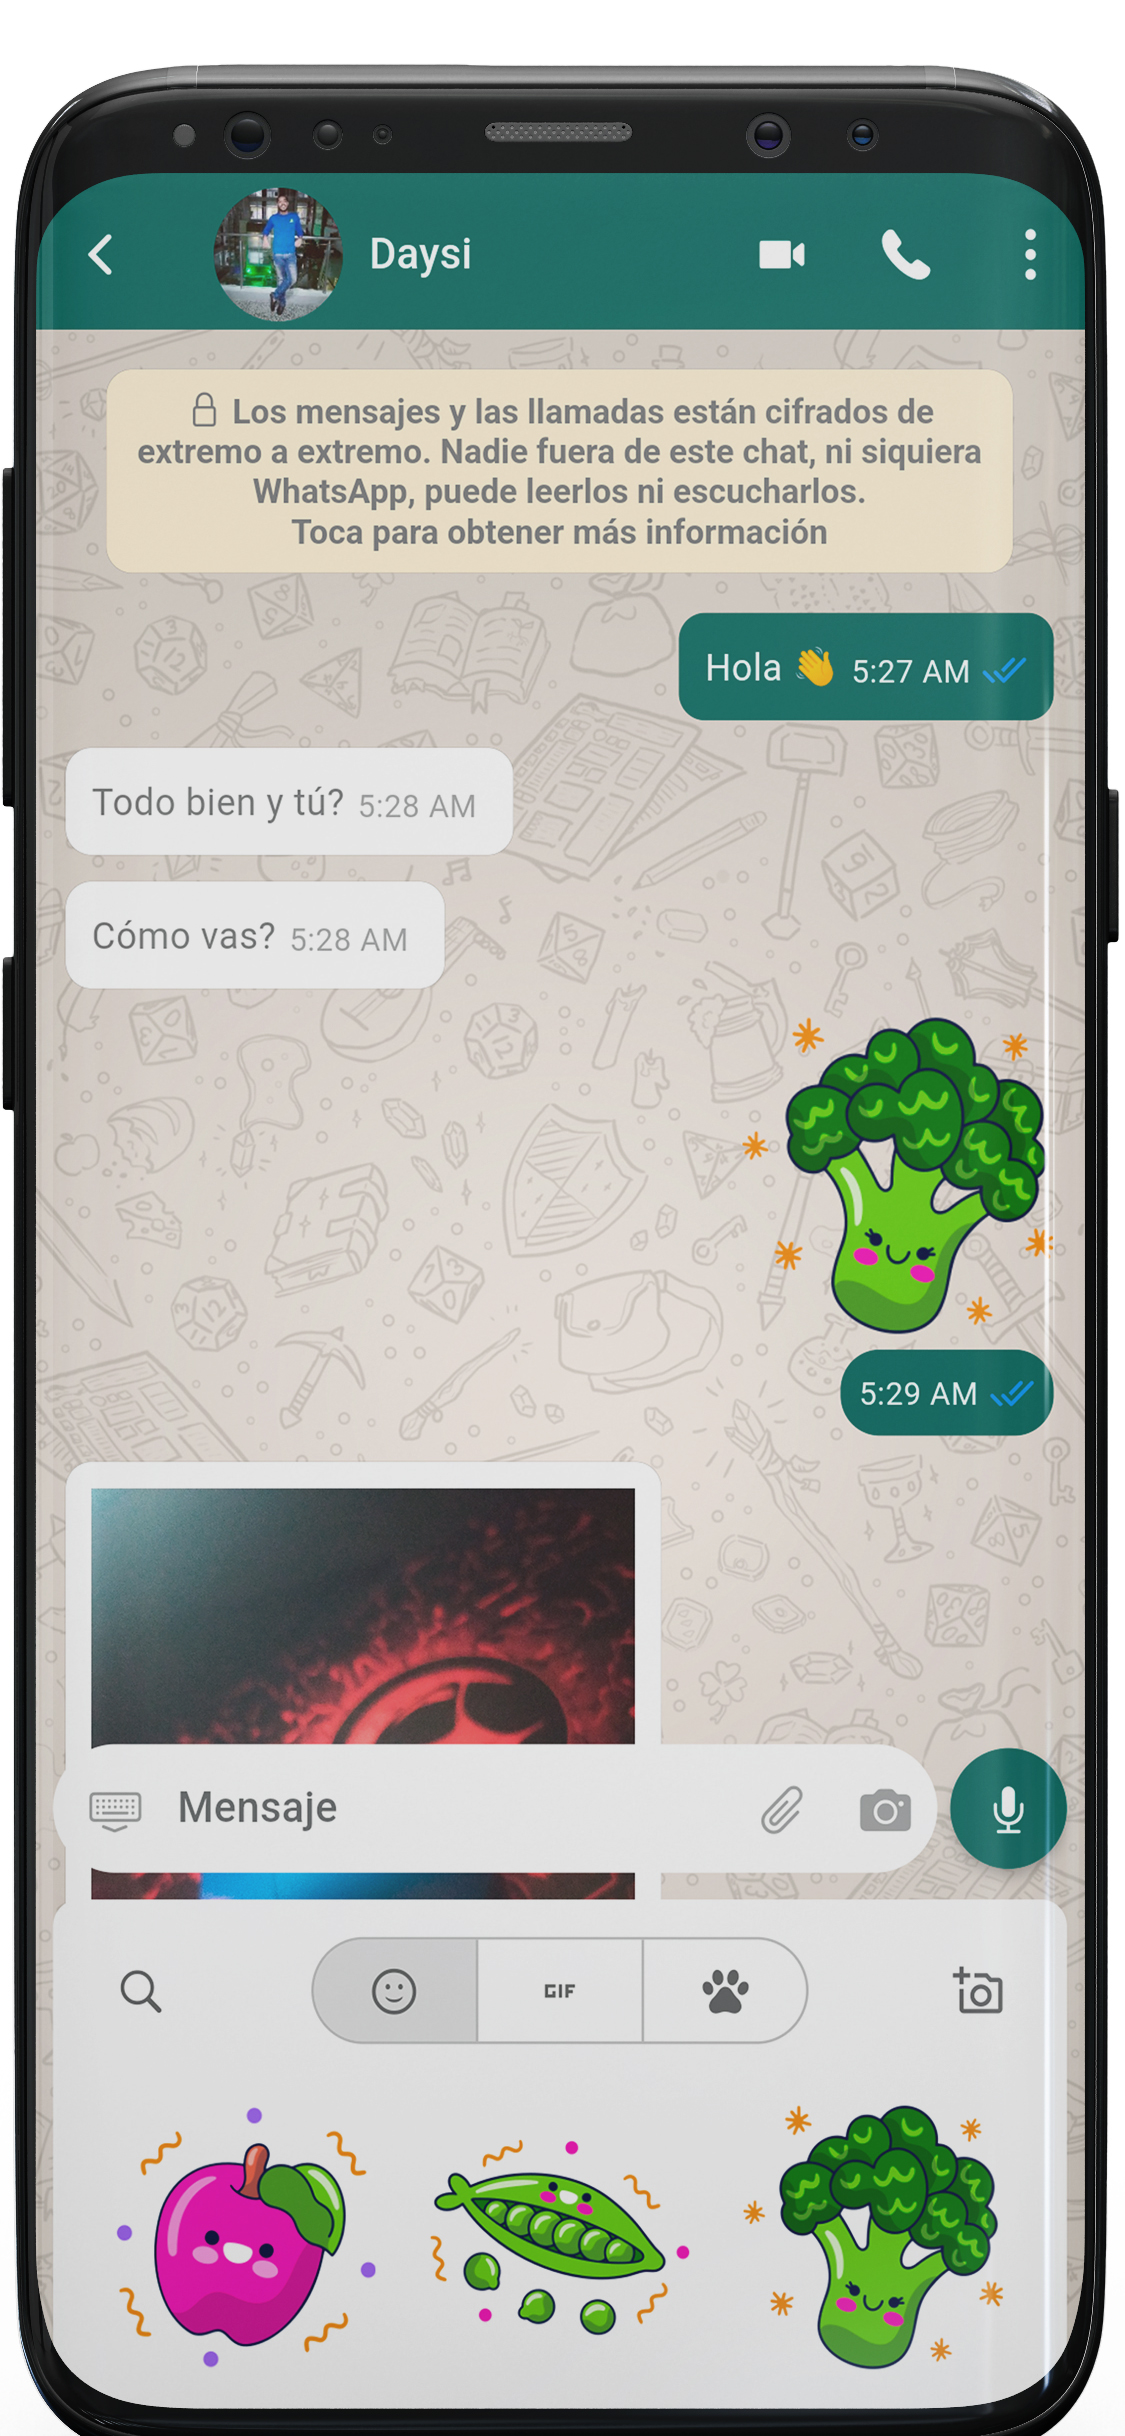 Daysi
Los mensajes y las llamadas están cifrados de
extremo a extremo. Nadie fuera de este chat, ni siquiera
WhatsApp, puede leerlos ni escucharlos.
Toca para obtener más información
Hola 👋 5:27 AM
Todo bien y tú? 5:28 AM
Cómo vas? 5:28 AM
5:29 AM
Mensaje
GIF